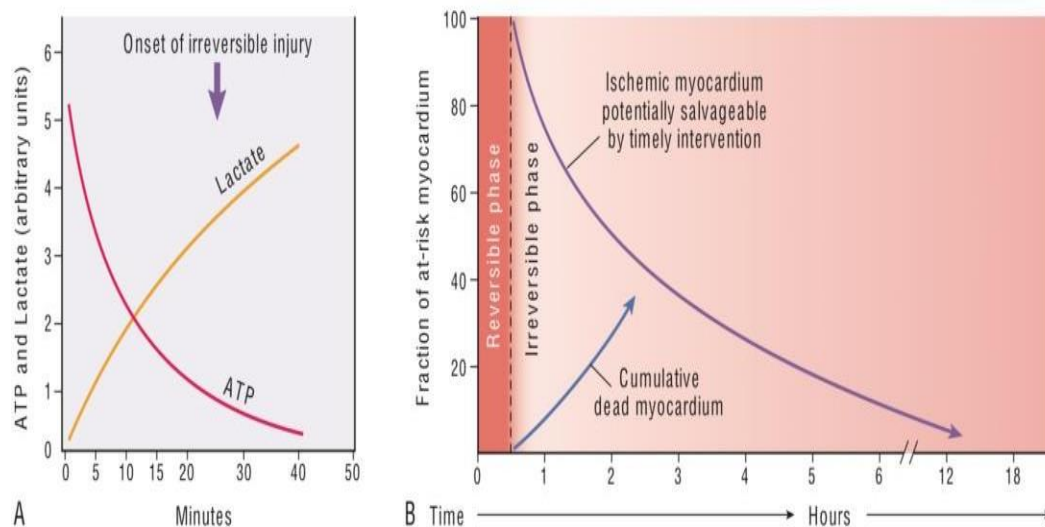 ATP and Lactate (arbitrary units)
6
5
4
3
2
1
0
Onset of irreversible injury
Lactate
ATP
0 5 10 15 20 30 40 50
A Minutes
Fraction of at-risk myocardium
100
80
60
40
20
Reversible phase
Irreversible phase
Ischemic myocardium
potentially salvageable
by timely intervention
Cumulative
dead myocardium
0 1 2 3 4 5 6 12 18
B Time Hours